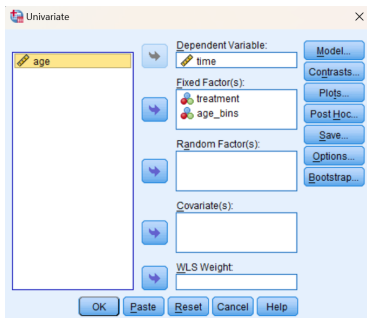 Univariate
age
Dependent Variable:
time
Fixed Factor(s):
treatment
age_bins
Random Factor(s):
Covariate(s):
WLS Weight:
Model...
Contrasts...
Plots...
Post Hoc...
Save...
Options...
Bootstrap...
OK Paste Reset Cancel Help